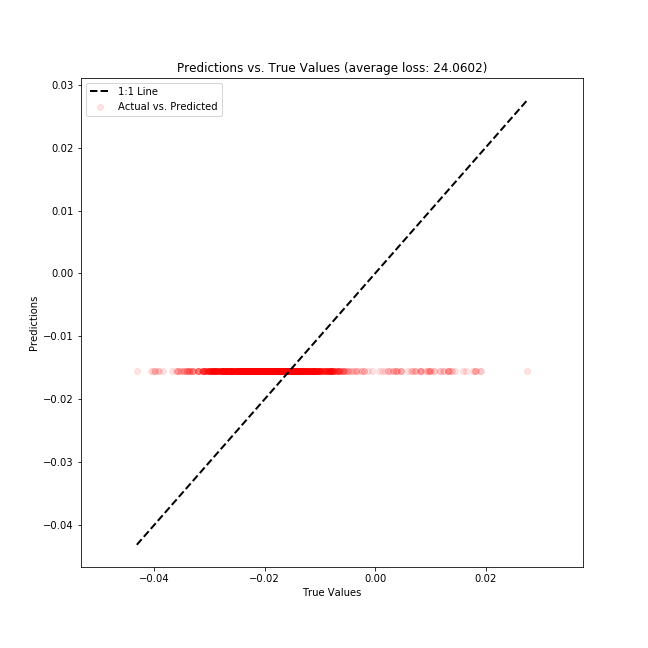 Predictions vs. True Values (average loss: 24.0602)
1:1 Line
Actual vs. Predicted
0.03
0.02
0.01
0.00
−0.01
−0.02
−0.03
−0.04
Predictions
−0.04 −0.02 0.00 0.02
True Values